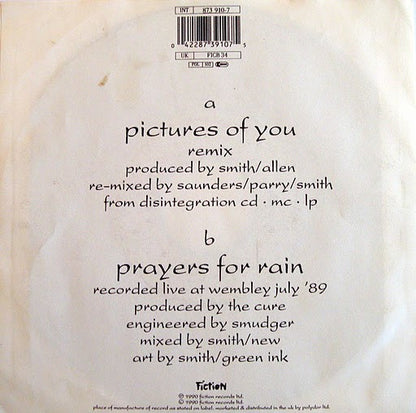 INT 873 910-7
0 42287 39107 5
UK FICB 34
a
pictures of you
remix
produced by smith/allen
re-mixed by saunders/parry/smith
from disintegration cd · mc · lp
b
prayers for rain
recorded live at wembley july '89
produced by the cure
engineered by smudger
mixed by smith/new
art by smith/green ink
Fiction
℗ 1990 fiction records ltd.
© 1990 fiction records ltd.
place of manufacture of record as stated on label, marketed & distributed in the uk by polydor ltd.